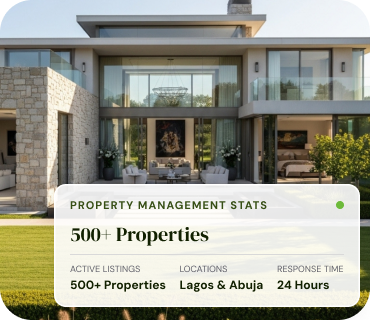 PROPERTY MANAGEMENT STATS
500+ Properties
ACTIVE LISTINGS LOCATIONS RESPONSE TIME
500+ Properties Lagos & Abuja 24 Hours